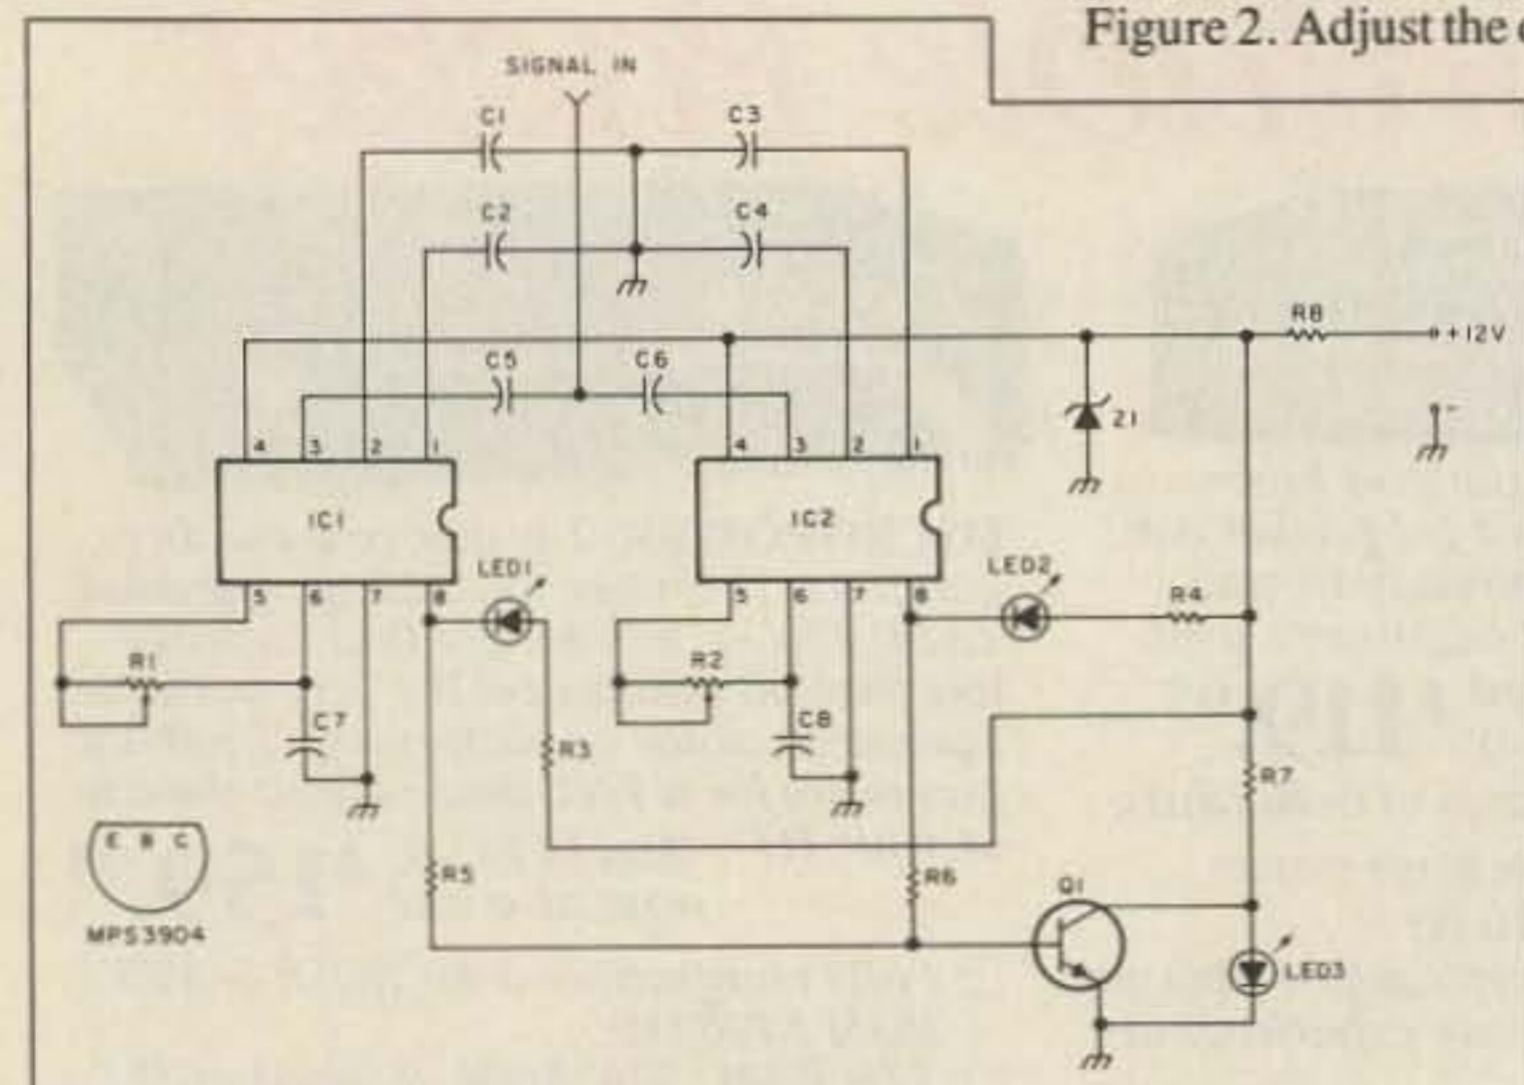 Figure 2. Adjust the
SIGNAL IN
C1
C3
C2
C4
R8
+12V
C5
C6
Z1
-
4 3 2 1
4 3 2 1
IC1
IC2
LED1
LED2
5 6 7 8
5 6 7 8
R4
R1
R2
C7
R3
C8
R7
E B C
R5
R6
Q1
MPS3904
LED3